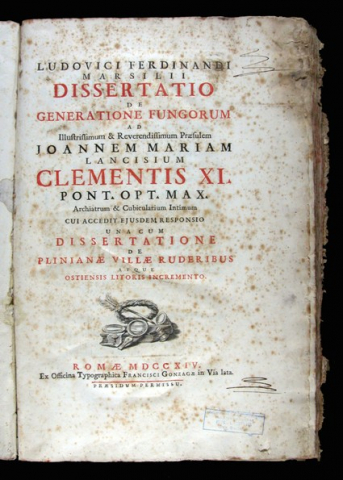 LUDOVICI FERDINANDI
MARSILII
DISSERTATIO
DE
GENERATIONE FUNGORUM
AD
Illustrissimum & Reverendissimum Præsulem
JOANNEM MARIAM
LANCISIUM
CLEMENTIS XI.
PONT. OPT. MAX.
Archiatrum & Cubicularium Intimum
CUI ACCEDIT EJUSDEM RESPONSIO
UNA CUM
DISSERTATIONE
DE
PLINIANÆ VILLÆ RUDERIBUS
ATQUE
OSTIENSIS LITORIS INCREMENTO.
ROMÆ MDCCXIV.
Ex Officina Typographica FRANCISCI GONZAGÆ in Via lata.
PRÆSIDUM PERMISSU.